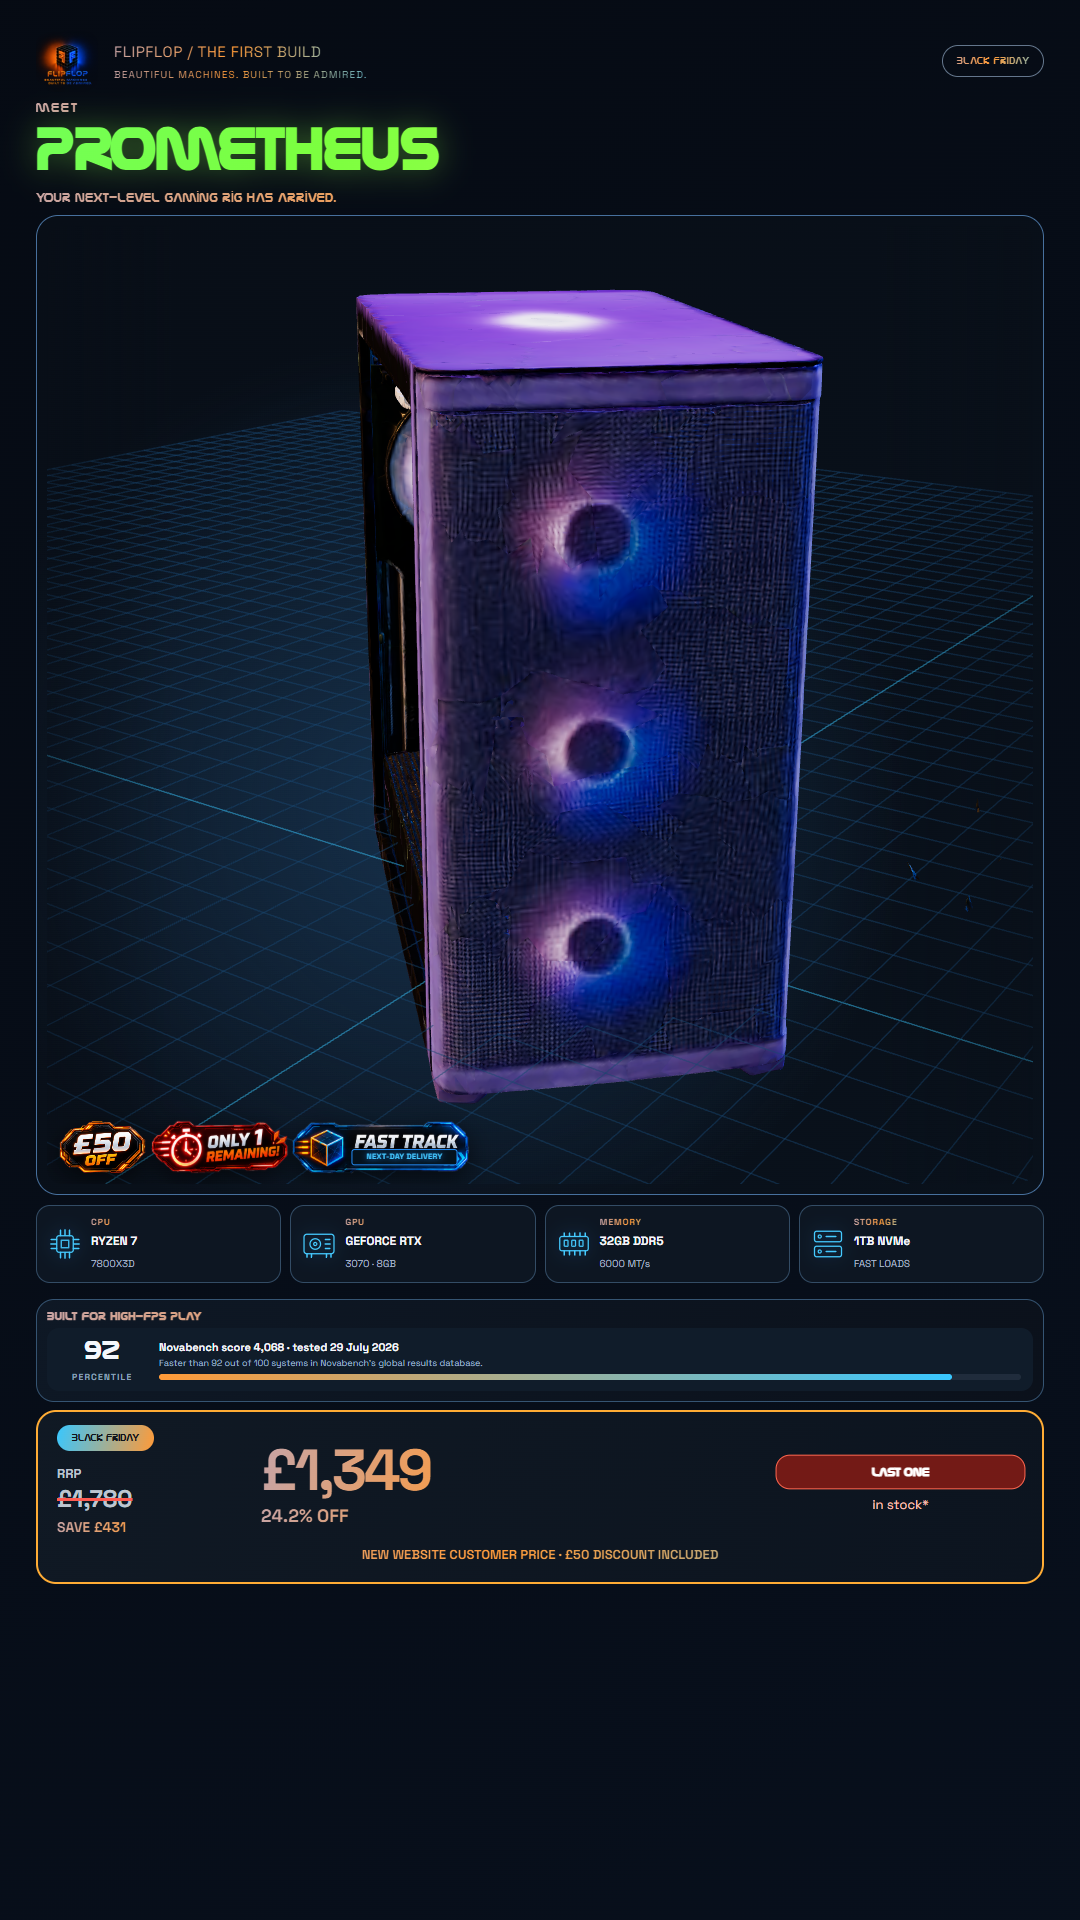 FLIPFLOP / THE FIRST BUILD
BEAUTIFUL MACHINES. BUILT TO BE ADMIRED.
BLACK FRIDAY
FLIPFLOP
MEET
PROMETHEUS
YOUR NEXT-LEVEL GAMING RIG HAS ARRIVED.
£50 OFF
ONLY 1 REMAINING!
FAST TRACK
NEXT-DAY DELIVERY
CPU
RYZEN 7
7800X3D
GPU
GEFORCE RTX
3070 · 8GB
MEMORY
32GB DDR5
6000 MT/s
STORAGE
1TB NVMe
FAST LOADS
BUILT FOR HIGH-FPS PLAY
92
PERCENTILE
Novabench score 4,068 · tested 29 July 2026
Faster than 92 out of 100 systems in Novabench's global results database.
BLACK FRIDAY
RRP
£1,780
SAVE £431
£1,349
24.2% OFF
LAST ONE
in stock*
NEW WEBSITE CUSTOMER PRICE · £50 DISCOUNT INCLUDED